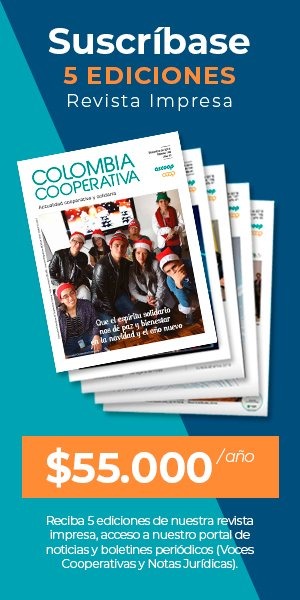 Suscríbase
5 EDICIONES
Revista Impresa
COLOMBIA
COOPERATIVA
Actualidad cooperativa y solidaria
ascoop
Que el espíritu solidario
nos dé paz y bienestar
en la navidad y el año nuevo
$55.000/año
Reciba 5 ediciones de nuestra revista
impresa, acceso a nuestro portal de
noticias y boletines periódicos (Voces
Cooperativas y Notas Jurídicas).